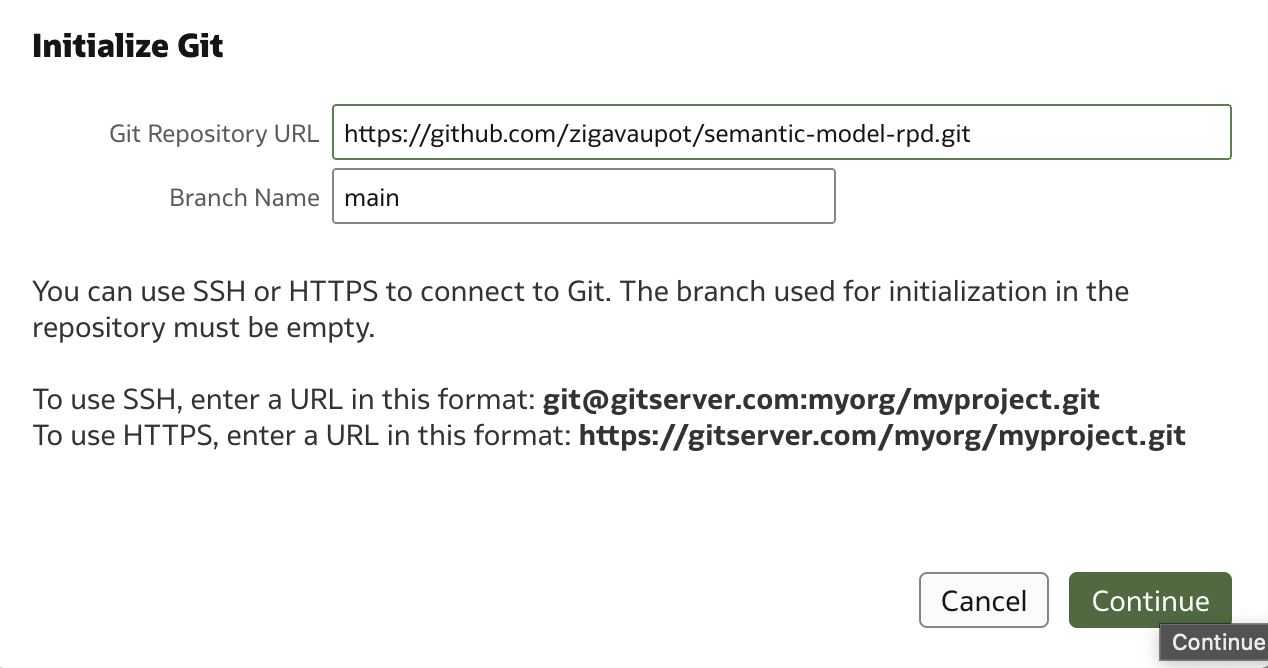 Initialize Git
Git Repository URL https://github.com/zigavaupot/semantic-model-rpd.git
Branch Name main
You can use SSH or HTTPS to connect to Git. The branch used for initialization in the
repository must be empty.
To use SSH, enter a URL in this format: git@gitserver.com:myorg/myproject.git
To use HTTPS, enter a URL in this format: https://gitserver.com/myorg/myproject.git
Cancel Continue
Continue